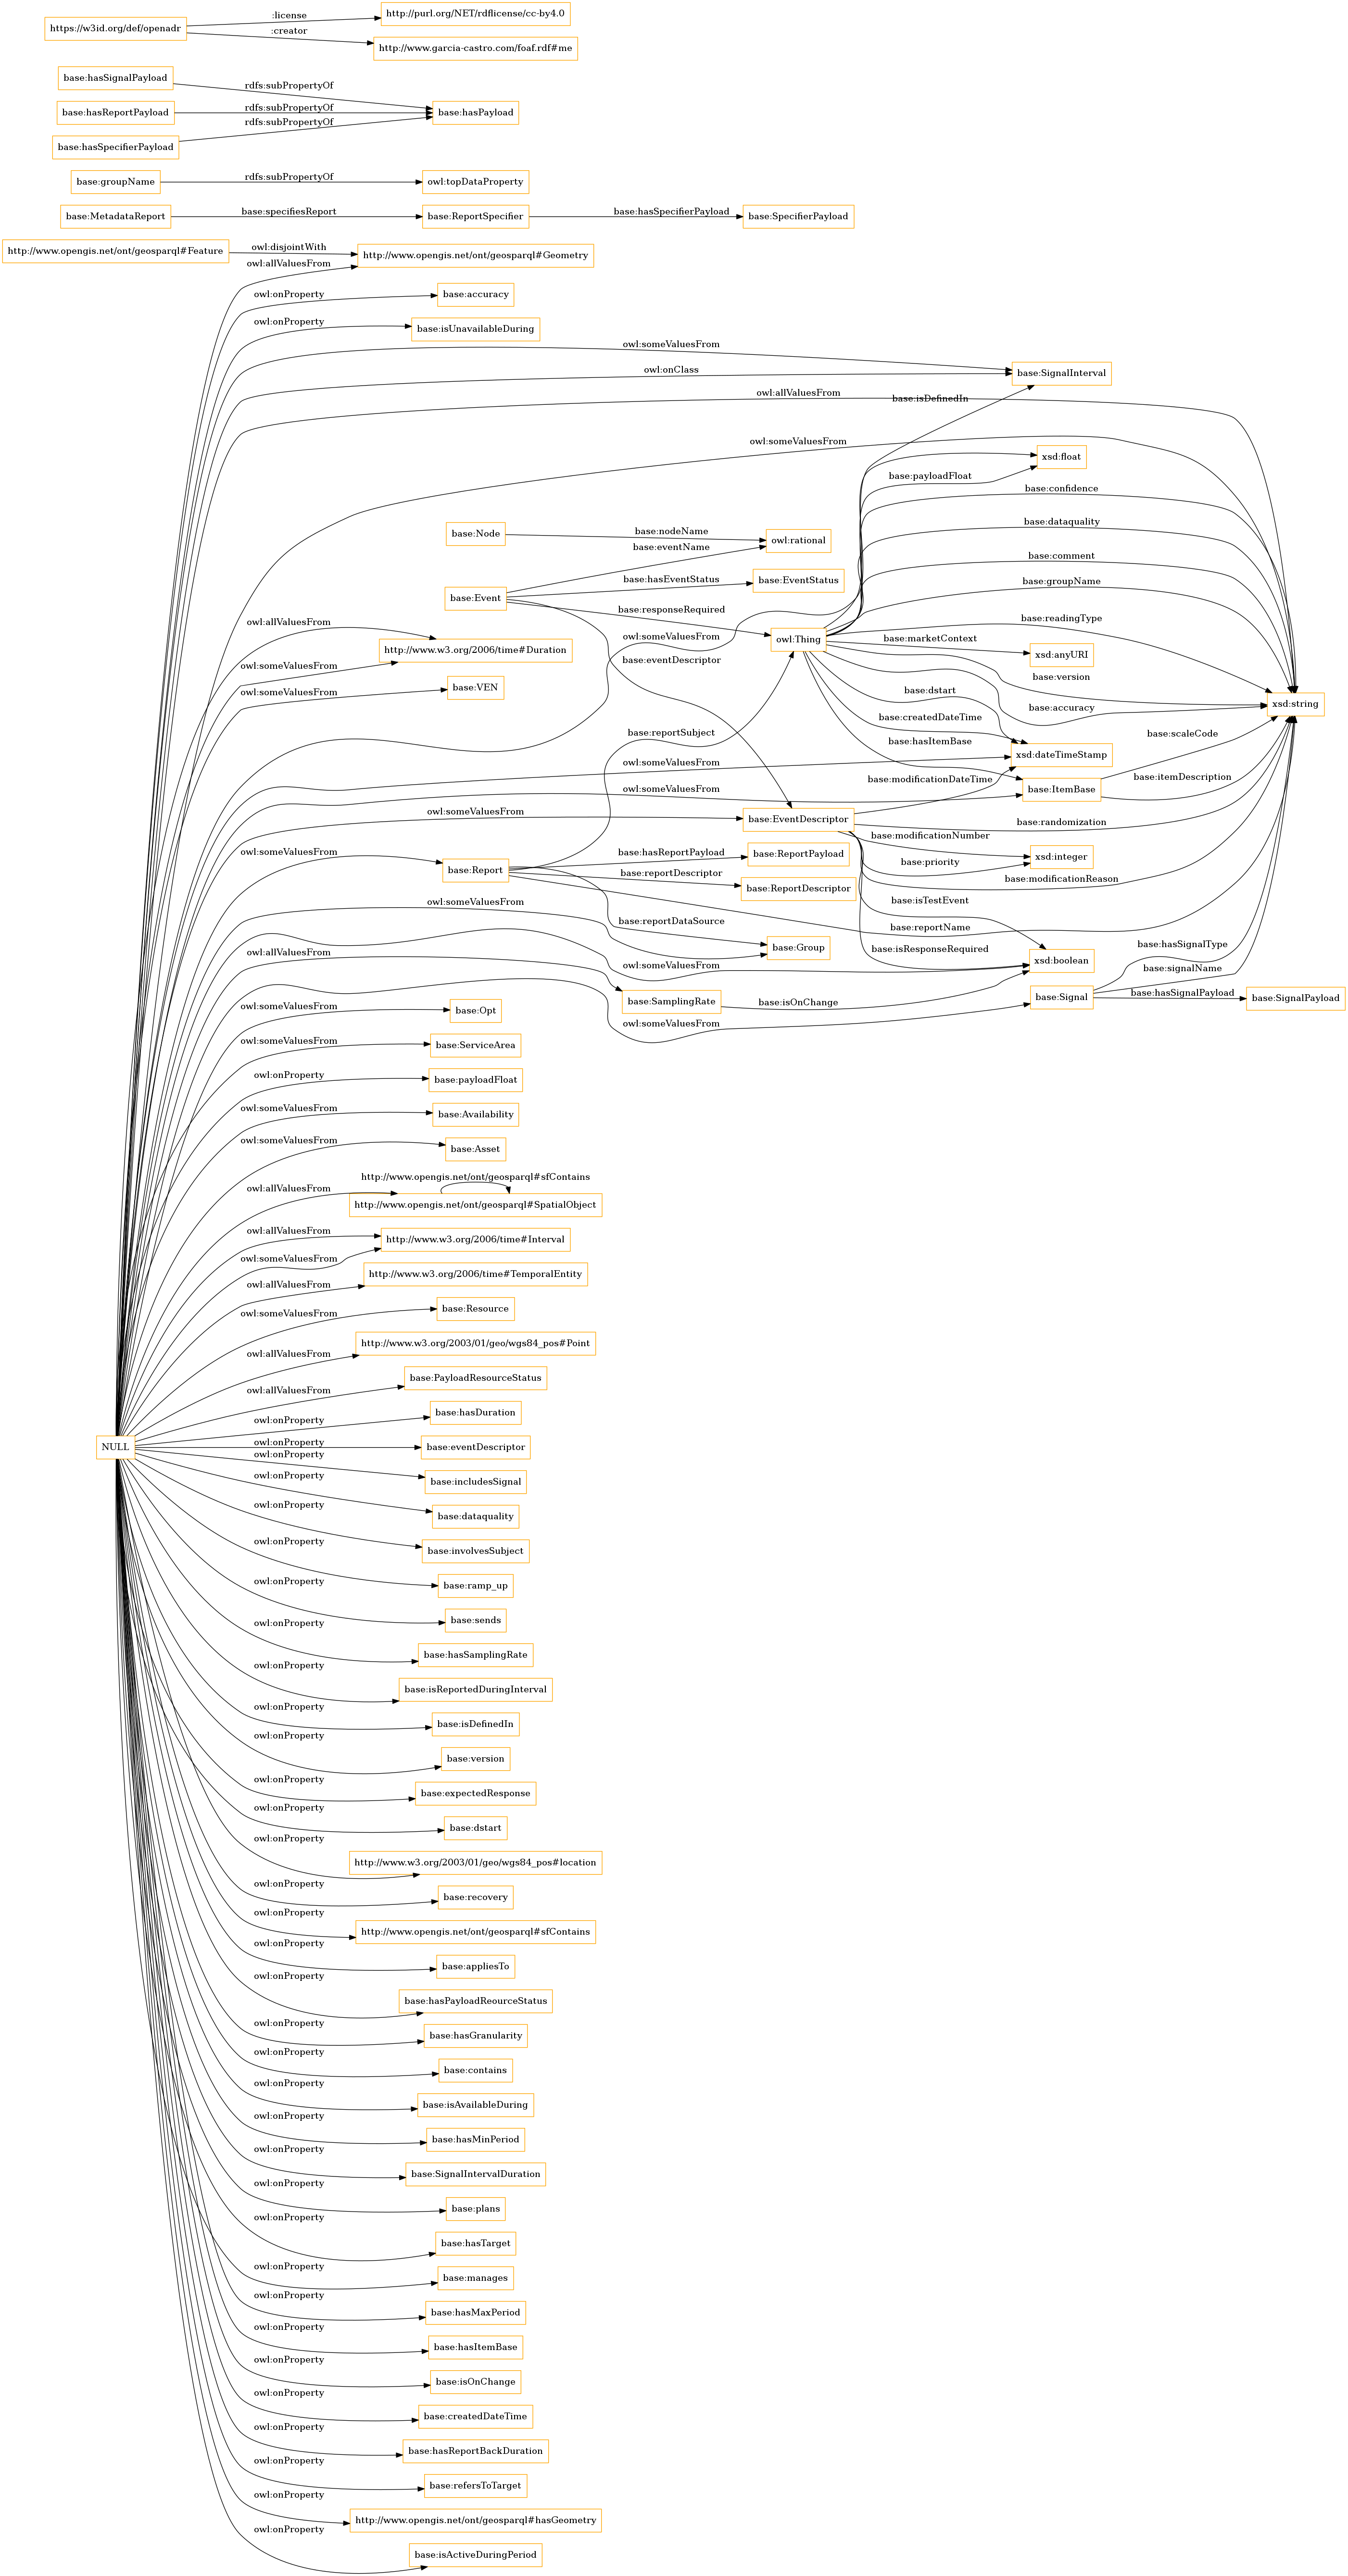 :license
http://purl.org/NET/rdflicense/cc-by4.0
https://w3id.org/def/openadr
:creator
http://www.garcia-castro.com/foaf.rdf#me
base:hasSignalPayload
rdfs:subPropertyOf
base:hasReportPayload
rdfs:subPropertyOf
base:hasPayload
rdfs:subPropertyOf
base:hasSpecifierPayload
base:groupName
rdfs:subPropertyOf
owl:topDataProperty
base:MetadataReport
base:specifiesReport
base:ReportSpecifier
base:hasSpecifierPayload
base:SpecifierPayload
http://www.opengis.net/ont/geosparql#Feature
owl:disjointWith
http://www.opengis.net/ont/geosparql#Geometry
owl:allValuesFrom
owl:onProperty
base:accuracy
owl:onProperty
base:isUnavailableDuring
owl:someValuesFrom
owl:onClass
base:SignalInterval
owl:allValuesFrom
base:isDefinedIn
owl:someValuesFrom
xsd:float
base:payloadFloat
base:confidence
base:Node
base:nodeName
owl:rational
base:dataquality
base:eventName
base:comment
base:hasEventStatus
base:EventStatus
base:groupName
base:Event
base:responseRequired
owl:Thing
base:readingType
owl:allValuesFrom
http://www.w3.org/2006/time#Duration
owl:someValuesFrom
base:marketContext
xsd:anyURI
base:eventDescriptor
owl:someValuesFrom
base:VEN
base:version
base:dstart
base:accuracy
xsd:string
base:createdDateTime
base:reportSubject
base:scaleCode
base:hasItemBase
xsd:dateTimeStamp
owl:someValuesFrom
base:modificationDateTime
base:itemDescription
owl:someValuesFrom
base:ItemBase
owl:someValuesFrom
base:EventDescriptor
base:randomization
base:modificationNumber
owl:someValuesFrom
base:Report
base:hasReportPayload
base:ReportPayload
xsd:integer
base:priority
base:reportDescriptor
base:ReportDescriptor
base:modificationReason
base:isTestEvent
owl:someValuesFrom
base:reportDataSource
base:reportName
base:Group
base:isResponseRequired
base:hasSignalType
owl:allValuesFrom
owl:someValuesFrom
xsd:boolean
base:signalName
base:SamplingRate
base:isOnChange
base:Signal
base:hasSignalPayload
base:SignalPayload
owl:someValuesFrom
base:Opt
owl:someValuesFrom
owl:someValuesFrom
base:ServiceArea
owl:onProperty
base:payloadFloat
owl:someValuesFrom
base:Availability
owl:someValuesFrom
base:Asset
http://www.opengis.net/ont/geosparql#sfContains
owl:allValuesFrom
http://www.opengis.net/ont/geosparql#SpatialObject
owl:allValuesFrom
http://www.w3.org/2006/time#Interval
owl:someValuesFrom
http://www.w3.org/2006/time#TemporalEntity
owl:allValuesFrom
owl:someValuesFrom
base:Resource
http://www.w3.org/2003/01/geo/wgs84_pos#Point
owl:allValuesFrom
base:PayloadResourceStatus
owl:allValuesFrom
base:hasDuration
owl:onProperty
NULL
owl:onProperty
base:eventDescriptor
owl:onProperty
base:includesSignal
owl:onProperty
base:dataquality
owl:onProperty
base:involvesSubject
owl:onProperty
base:ramp_up
owl:onProperty
base:sends
owl:onProperty
base:hasSamplingRate
owl:onProperty
base:isReportedDuringInterval
owl:onProperty
base:isDefinedIn
owl:onProperty
base:version
owl:onProperty
base:expectedResponse
owl:onProperty
base:dstart
owl:onProperty
http://www.w3.org/2003/01/geo/wgs84_pos#location
owl:onProperty
base:recovery
owl:onProperty
http://www.opengis.net/ont/geosparql#sfContains
owl:onProperty
base:appliesTo
owl:onProperty
base:hasPayloadReourceStatus
owl:onProperty
base:hasGranularity
owl:onProperty
base:contains
owl:onProperty
base:isAvailableDuring
owl:onProperty
base:hasMinPeriod
owl:onProperty
base:SignalIntervalDuration
owl:onProperty
base:plans
owl:onProperty
base:hasTarget
owl:onProperty
base:manages
owl:onProperty
base:hasMaxPeriod
owl:onProperty
base:hasItemBase
owl:onProperty
base:isOnChange
owl:onProperty
base:createdDateTime
owl:onProperty
base:hasReportBackDuration
owl:onProperty
base:refersToTarget
owl:onProperty
http://www.opengis.net/ont/geosparql#hasGeometry
owl:onProperty
base:isActiveDuringPeriod